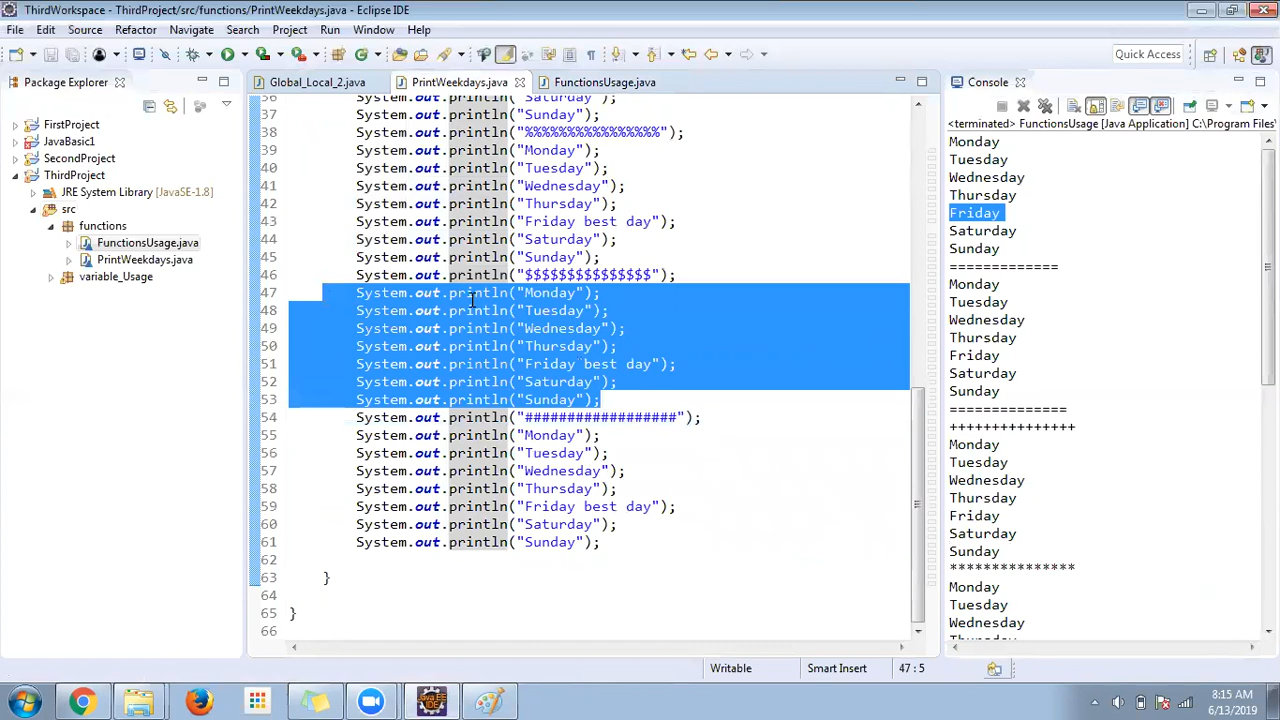 ThirdWorkspace - ThirdProject/src/functions/PrintWeekdays.java - Eclipse IDE
File Edit Source Refactor Navigate Search Project Run Window Help
Quick Access
Package Explorer
FirstProject
JavaBasic1
SecondProject
ThirdProject
JRE System Library [JavaSE-1.8]
src
functions
FunctionsUsage.java
PrintWeekdays.java
variable_Usage
Global_Local_2.java PrintWeekdays.java FunctionsUsage.java
36 System.out.println("Saturday");
37 System.out.println("Sunday");
38 System.out.println("%%%%%%%%%%%%%%%%");
39 System.out.println("Monday");
40 System.out.println("Tuesday");
41 System.out.println("Wednesday");
42 System.out.println("Thursday");
43 System.out.println("Friday best day");
44 System.out.println("Saturday");
45 System.out.println("Sunday");
46 System.out.println("$$$$$$$$$$$$$$$");
47 System.out.println("Monday");
48 System.out.println("Tuesday");
49 System.out.println("Wednesday");
50 System.out.println("Thursday");
51 System.out.println("Friday best day");
52 System.out.println("Saturday");
53 System.out.println("Sunday");
54 System.out.println("##################");
55 System.out.println("Monday");
56 System.out.println("Tuesday");
57 System.out.println("Wednesday");
58 System.out.println("Thursday");
59 System.out.println("Friday best day");
60 System.out.println("Saturday");
61 System.out.println("Sunday");
62
63 }
64
65 }
66
Console
<terminated> FunctionsUsage [Java Application] C:\Program Files\
Monday
Tuesday
Wednesday
Thursday
Friday
Saturday
Sunday
=============
Monday
Tuesday
Wednesday
Thursday
Friday
Saturday
Sunday
==============
+++++++++++++++
Monday
Tuesday
Wednesday
Thursday
Friday
Saturday
Sunday
***************
Monday
Tuesday
Wednesday
Thursday
Writable Smart Insert 47 : 5
Java EE
IDE
8:15 AM
6/13/2019